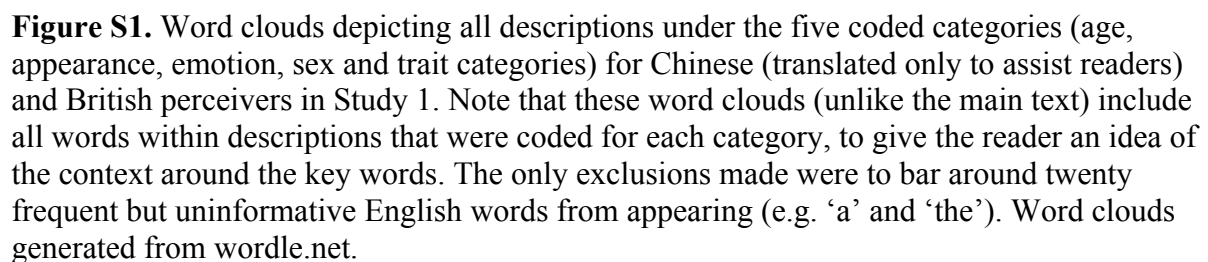 Figure S1. Word clouds depicting all descriptions under the five coded categories (age,
appearance, emotion, sex and trait categories) for Chinese (translated only to assist readers)
and British perceivers in Study 1. Note that these word clouds (unlike the main text) include
all words within descriptions that were coded for each category, to give the reader an idea of
the context around the key words. The only exclusions made were to bar around twenty
frequent but uninformative English words from appearing (e.g. ‘a’ and ‘the’). Word clouds
generated from wordle.net.